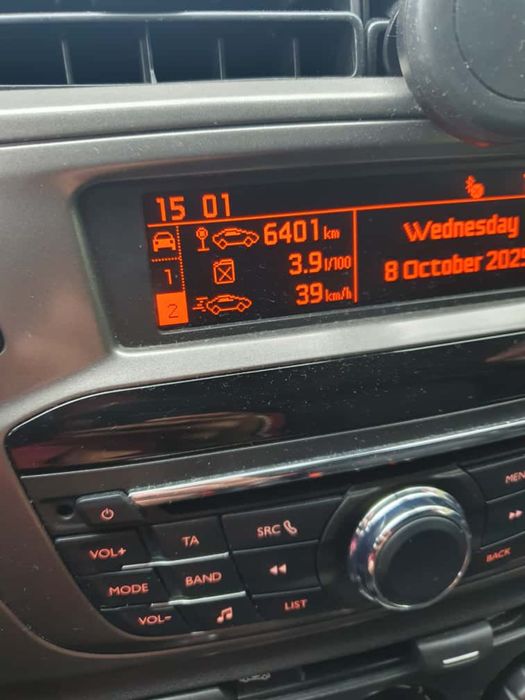 15 01
6401 km
3.9 l/100
39 km/h
1
2
Wednesday
8 October 2025
VOL+
TA
SRC
MODE
BAND
VOL-
LIST
MEN
BACK